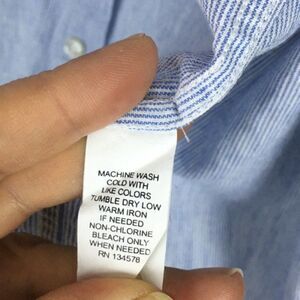 MACHINE WASH
COLD WITH
LIKE COLORS
TUMBLE DRY LOW
WARM IRON
IF NEEDED
NON-CHLORINE
BLEACH ONLY
WHEN NEEDED
RN 134578